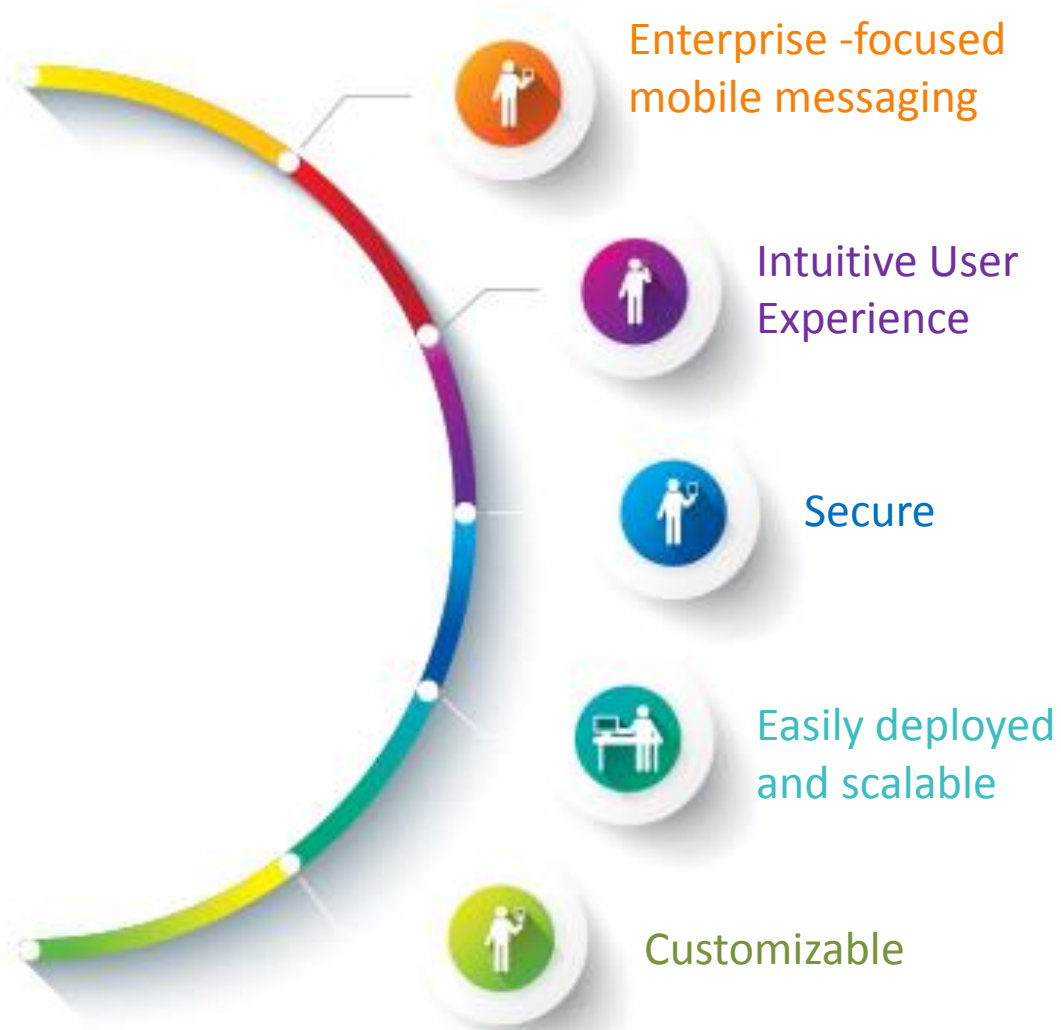 Enterprise -focused
mobile messaging
Intuitive User
Experience
Secure
Easily deployed
and scalable
Customizable